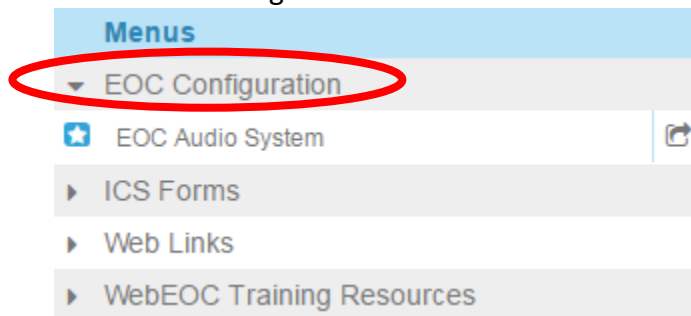 Menus
EOC Configuration
EOC Audio System
ICS Forms
Web Links
WebEOC Training Resources